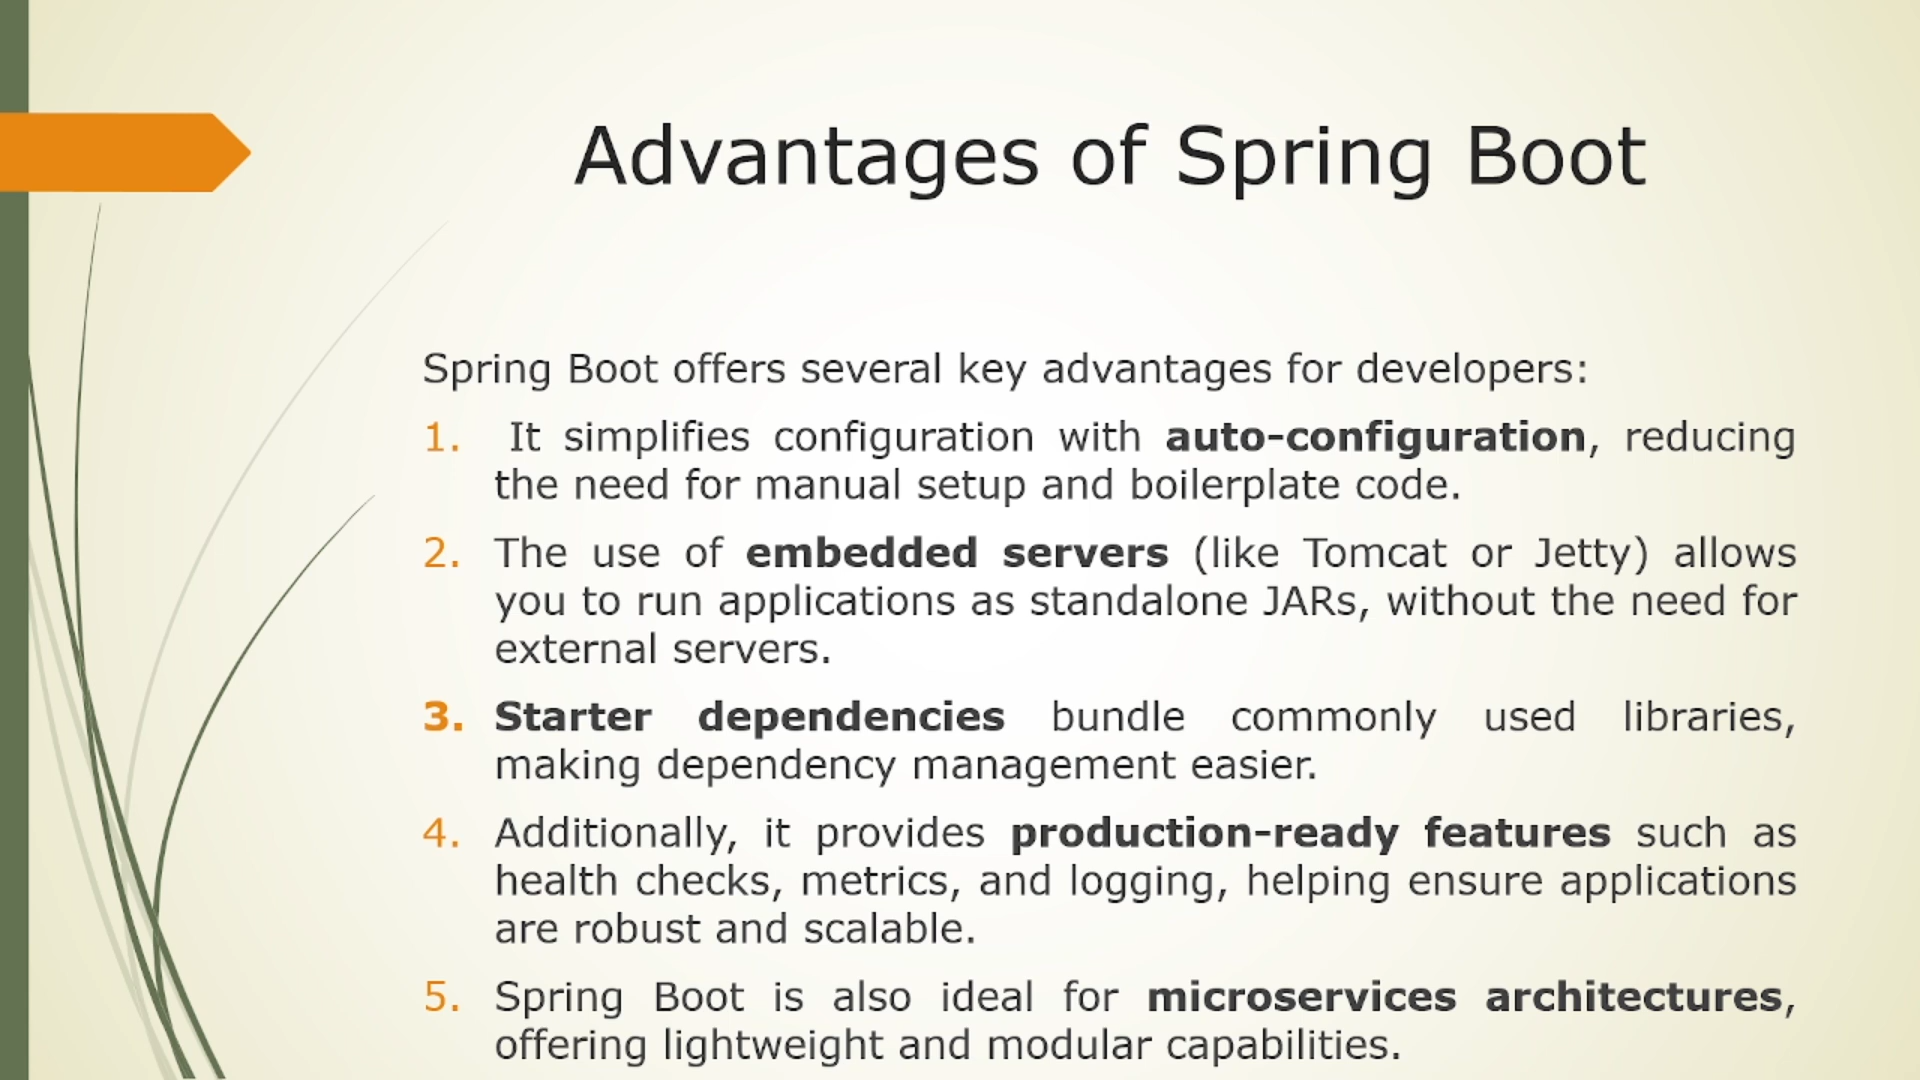 Advantages of Spring Boot
Spring Boot offers several key advantages for developers:
1. It simplifies configuration with auto-configuration, reducing
the need for manual setup and boilerplate code.
2. The use of embedded servers (like Tomcat or Jetty) allows
you to run applications as standalone JARs, without the need for
external servers.
3. Starter dependencies bundle commonly used libraries,
making dependency management easier.
4. Additionally, it provides production-ready features such as
health checks, metrics, and logging, helping ensure applications
are robust and scalable.
5. Spring Boot is also ideal for microservices architectures,
offering lightweight and modular capabilities.